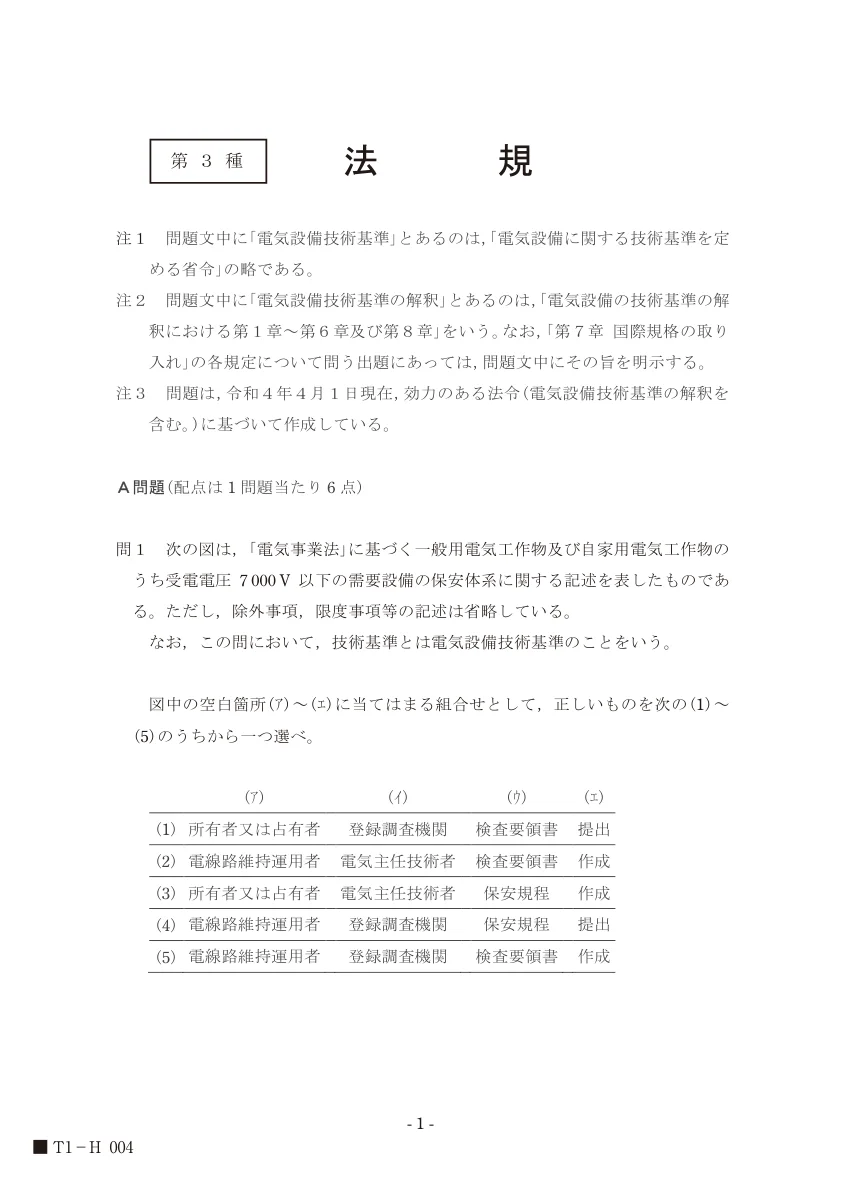 第 3 種
法 規
注1 問題文中に「電気設備技術基準」とあるのは,「電気設備に関する技術基準を定
める省令」の略である。
注2 問題文中に「電気設備技術基準の解釈」とあるのは,「電気設備の技術基準の解
釈における第1章～第6章及び第8章」をいう。なお,「第7章 国際規格の取り
入れ」の各規定について問う出題にあっては,問題文中にその旨を明示する。
注3 問題は,令和4年4月1日現在,効力のある法令(電気設備技術基準の解釈を
含む。)に基づいて作成している。
A問題(配点は1問題当たり6点)
問1 次の図は,「電気事業法」に基づく一般用電気工作物及び自家用電気工作物の
うち受電電圧 7000V 以下の需要設備の保安体系に関する記述を表したものであ
る。ただし,除外事項,限度事項等の記述は省略している。
なお,この問において,技術基準とは電気設備技術基準のことをいう。
図中の空白箇所(ア)～(エ)に当てはまる組合せとして,正しいものを次の(1)～
(5)のうちから一つ選べ。
(ア) (イ) (ウ) (エ)
(1) 所有者又は占有者 登録調査機関 検査要領書 提出
(2) 電線路維持運用者 電気主任技術者 検査要領書 作成
(3) 所有者又は占有者 電気主任技術者 保安規程 作成
(4) 電線路維持運用者 登録調査機関 保安規程 提出
(5) 電線路維持運用者 登録調査機関 検査要領書 作成
- 1 -
■ T1-H 004